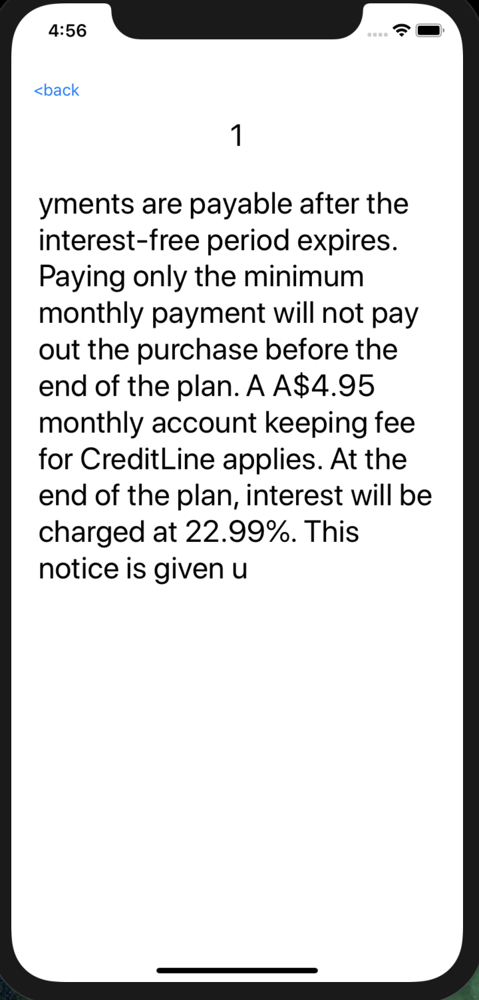 4:56
<back
1
yments are payable after the
interest-free period expires.
Paying only the minimum
monthly payment will not pay
out the purchase before the
end of the plan. A A$4.95
monthly account keeping fee
for CreditLine applies. At the
end of the plan, interest will be
charged at 22.99%. This
notice is given u